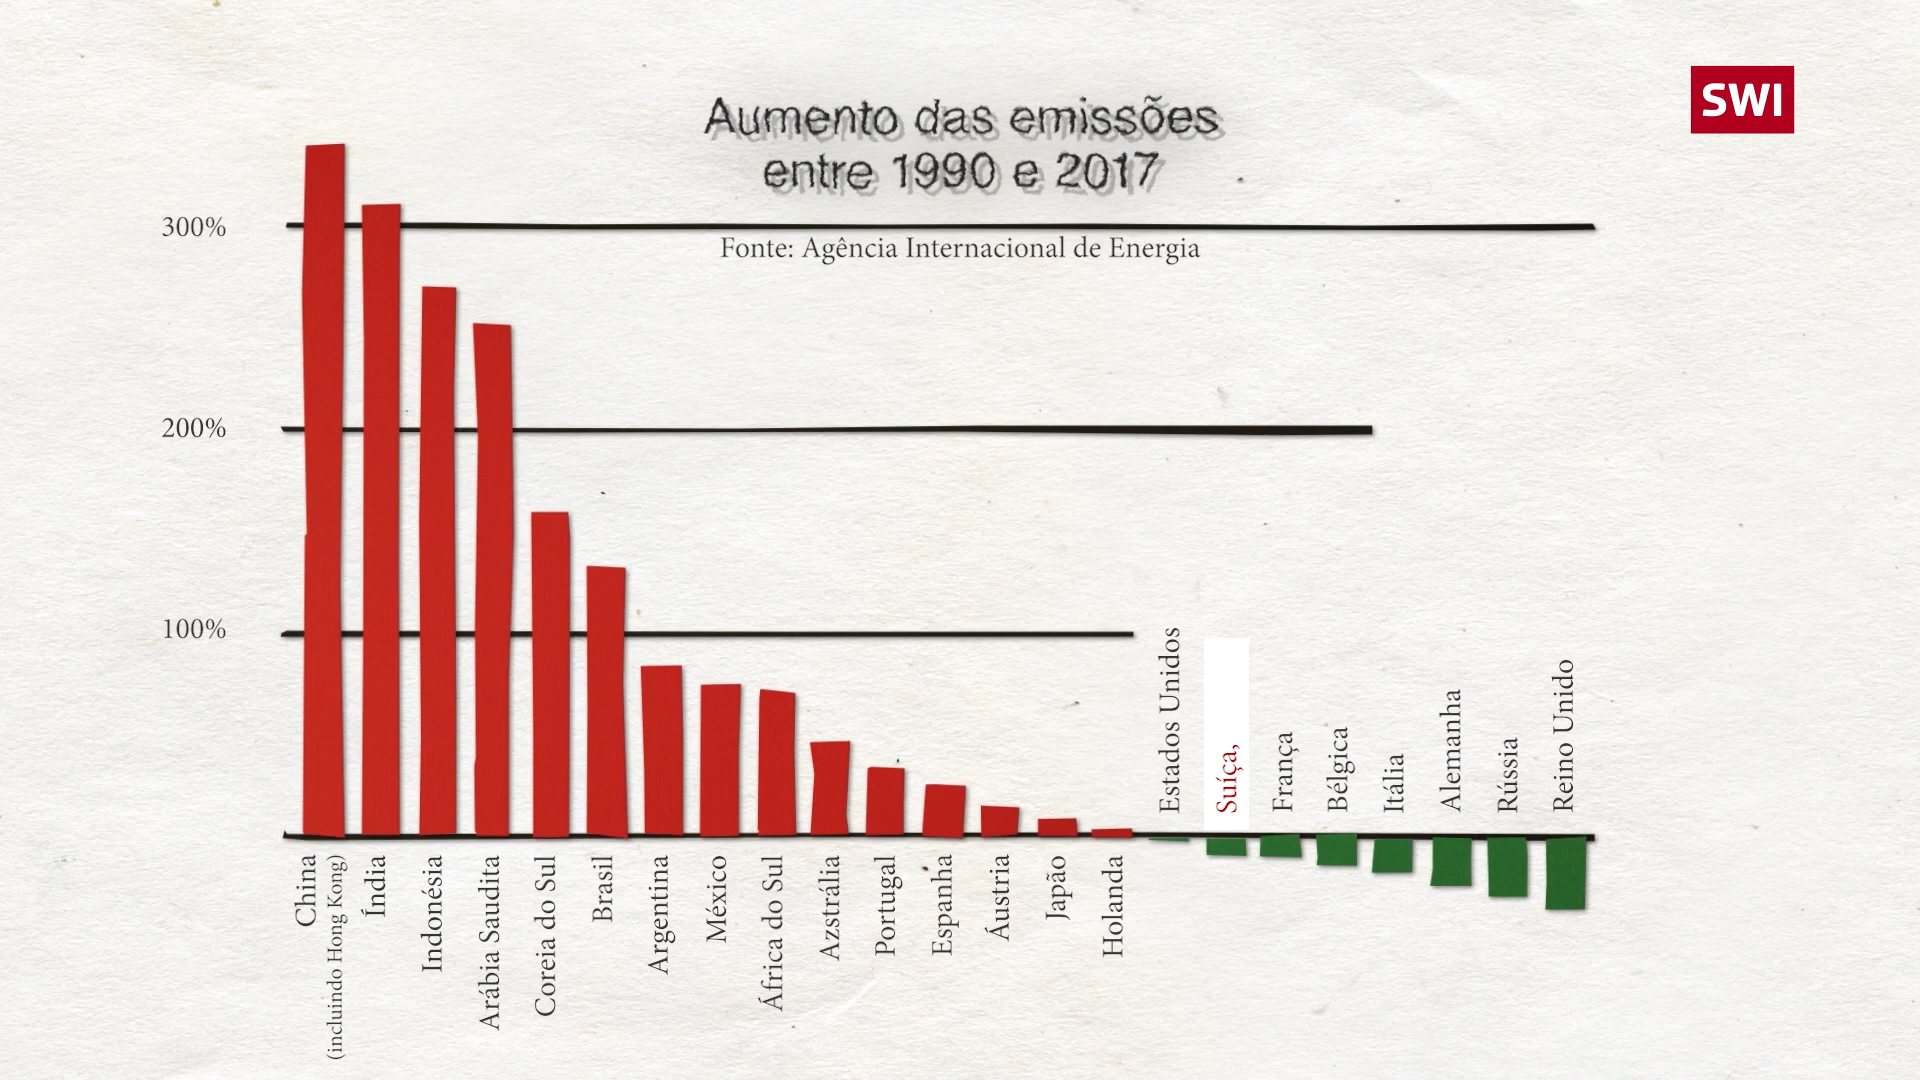 SWI
Aumento das emissões
entre 1990 e 2017
300%
Fonte: Agência Internacional de Energia
200%
100%
China
(incluindo Hong Kong)
Índia
Indonésia
Arábia Saudita
Coreia do Sul
Brasil
Argentina
México
África do Sul
Azstrália
Portugal
Espanha
Áustria
Japão
Holanda
Estados Unidos
Suíça,
França
Bélgica
Itália
Alemanha
Rússia
Reino Unido